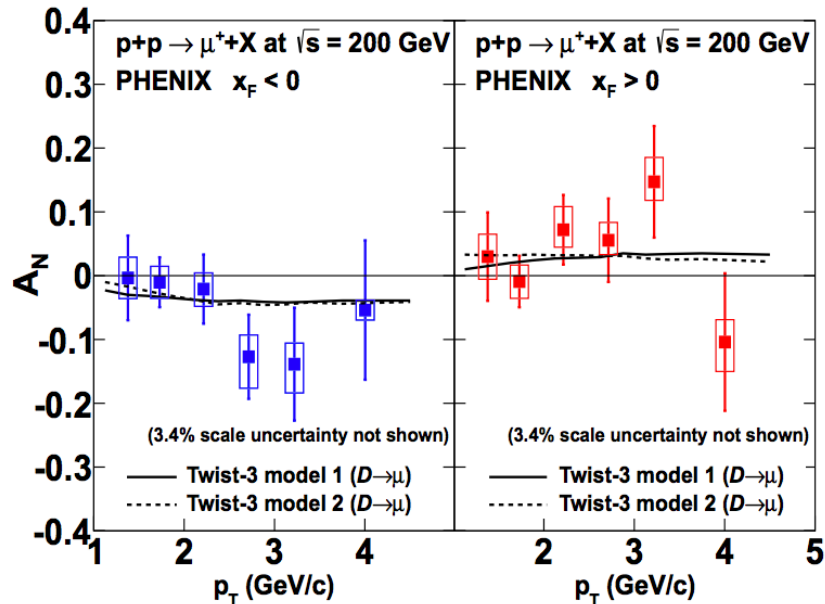 p+p → μ⁺+X at √s = 200 GeV
PHENIX x_F < 0
p+p → μ⁺+X at √s = 200 GeV
PHENIX x_F > 0
A_N
0.4
0.3
0.2
0.1
0
-0.1
-0.2
-0.3
-0.4
(3.4% scale uncertainty not shown)
Twist-3 model 1 (D→μ)
Twist-3 model 2 (D→μ)
(3.4% scale uncertainty not shown)
Twist-3 model 1 (D→μ)
Twist-3 model 2 (D→μ)
1 2 3 4
2 3 4 5
p_T (GeV/c)
p_T (GeV/c)